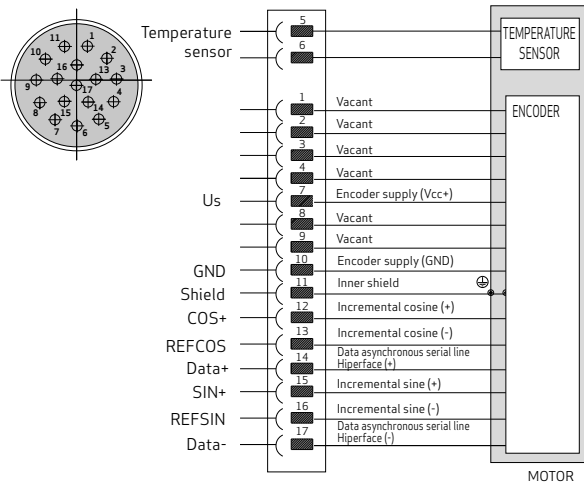 11
1
10
2
16
13
3
9
17
4
8
15
14
7
6
5
Temperature
sensor
5
6
TEMPERATURE
SENSOR
ENCODER
1
Vacant
2
Vacant
3
Vacant
4
Vacant
Us
7
Encoder supply (Vcc+)
8
Vacant
9
Vacant
GND
10
Encoder supply (GND)
Shield
11
Inner shield
COS+
12
Incremental cosine (+)
REFCOS
13
Incremental cosine (-)
Data+
14
Data asynchronous serial line
Hiperface (+)
SIN+
15
Incremental sine (+)
REFSIN
16
Incremental sine (-)
Data-
17
Data asynchronous serial line
Hiperface (-)
MOTOR